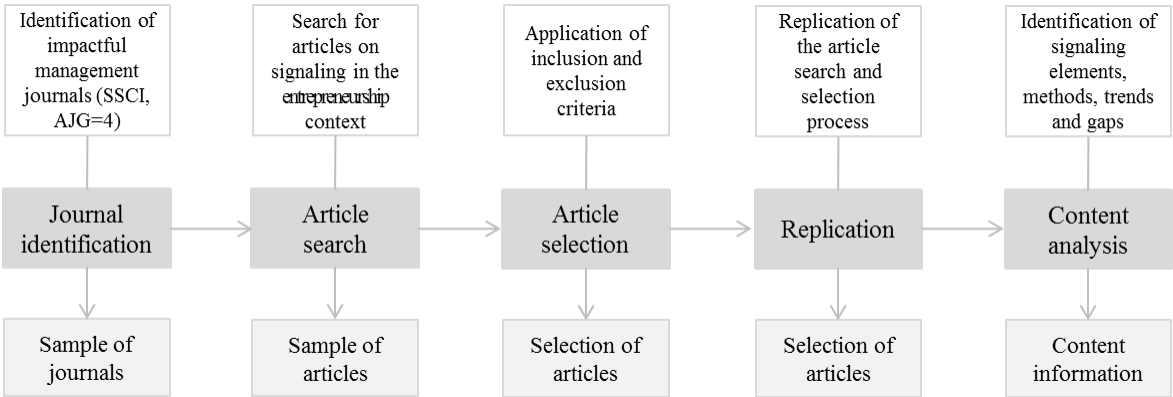 Identification of
impactful
management
journals (SSCI,
AJG=4)
Search for
articles on
signaling in the
entrepreneurship
context
Application of
inclusion and
exclusion
criteria
Replication of
the article
search and
selection
process
Identification of
signaling
elements,
methods, trends
and gaps
Journal
identification
Article
search
Article
selection
Replication
Content
analysis
Sample of
journals
Sample of
articles
Selection of
articles
Selection of
articles
Content
information